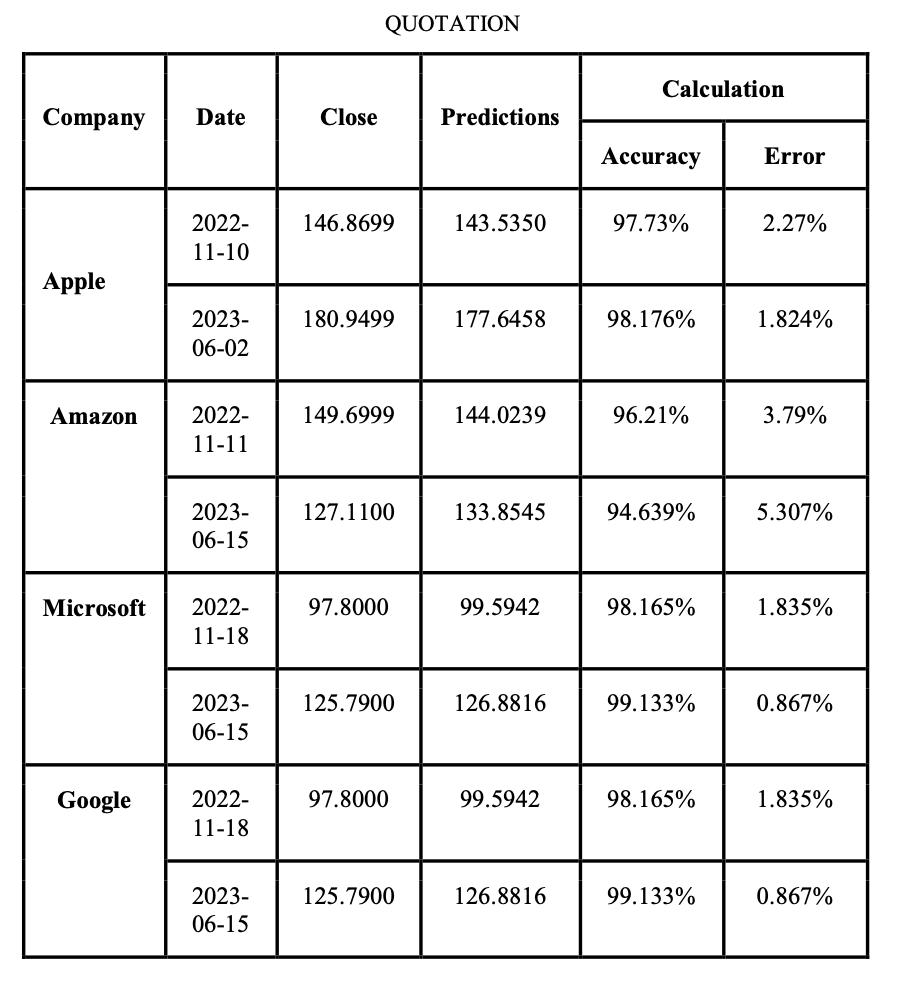 QUOTATION
Company Date Close Predictions Calculation
Accuracy Error
Apple 2022-
11-10 146.8699 143.5350 97.73% 2.27%
2023-
06-02 180.9499 177.6458 98.176% 1.824%
Amazon 2022-
11-11 149.6999 144.0239 96.21% 3.79%
2023-
06-15 127.1100 133.8545 94.639% 5.307%
Microsoft 2022-
11-18 97.8000 99.5942 98.165% 1.835%
2023-
06-15 125.7900 126.8816 99.133% 0.867%
Google 2022-
11-18 97.8000 99.5942 98.165% 1.835%
2023-
06-15 125.7900 126.8816 99.133% 0.867%